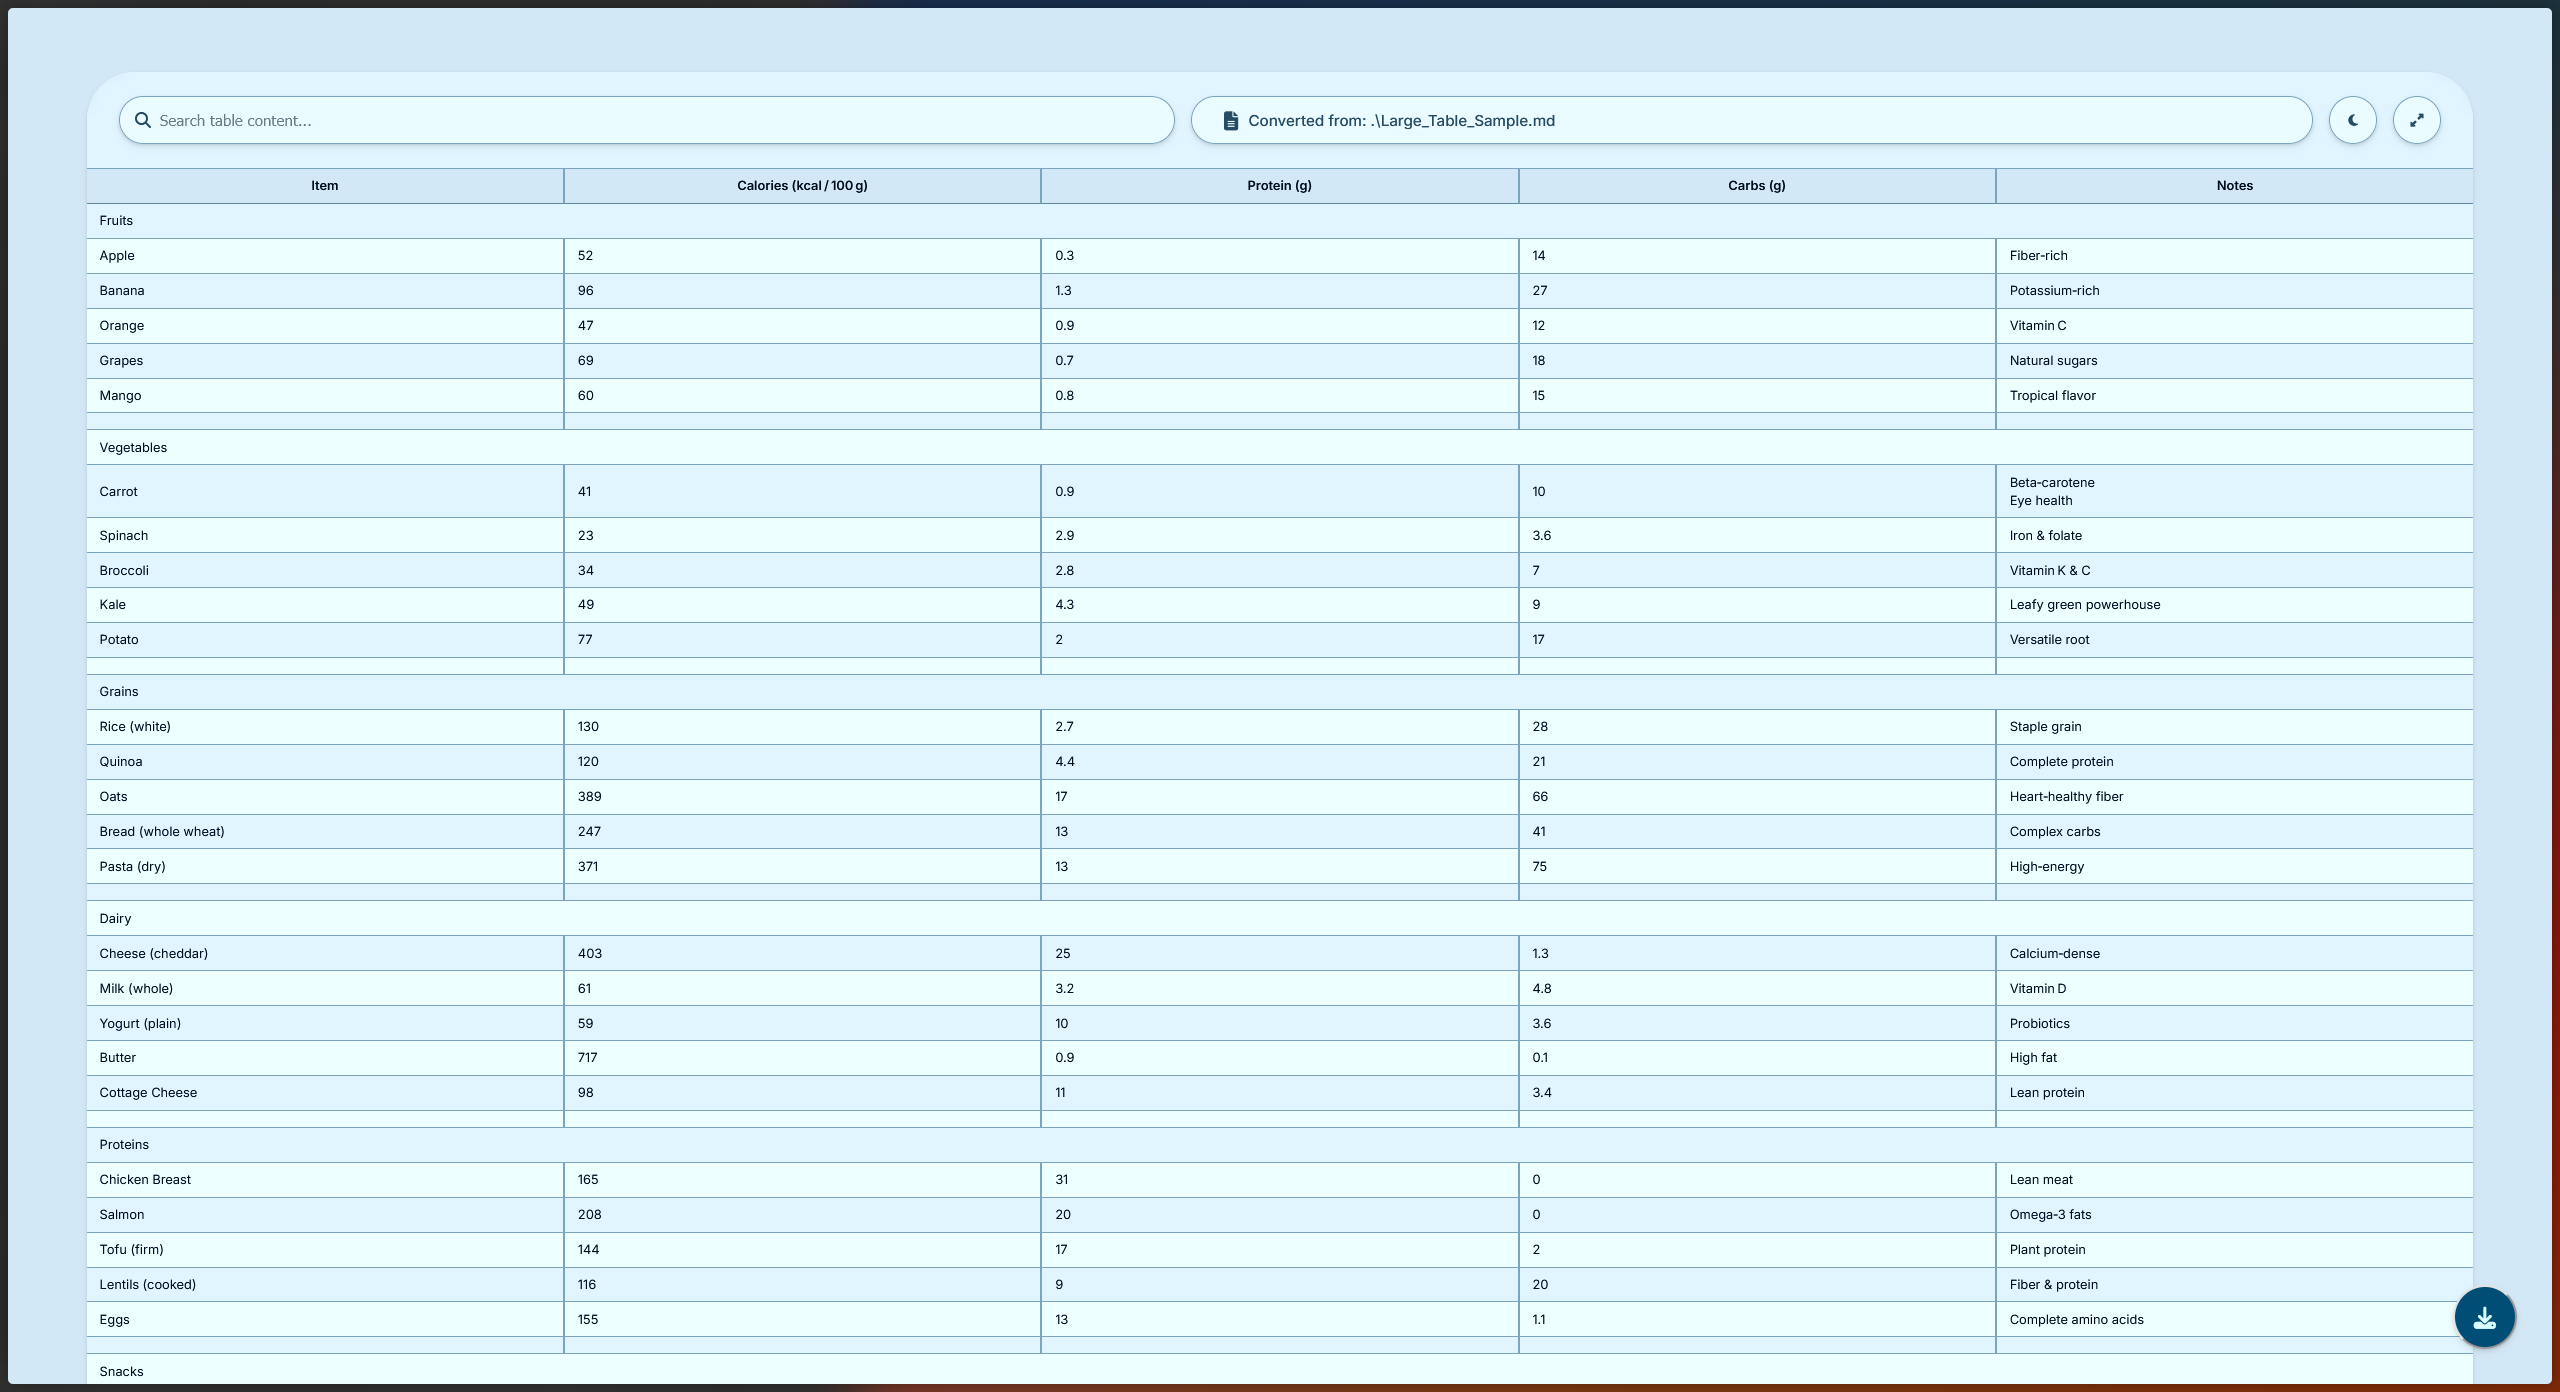 Search table content...
Converted from: .\Large_Table_Sample.md
Item Calories (kcal / 100 g) Protein (g) Carbs (g) Notes
Fruits
Apple 52 0.3 14 Fiber-rich
Banana 96 1.3 27 Potassium-rich
Orange 47 0.9 12 Vitamin C
Grapes 69 0.7 18 Natural sugars
Mango 60 0.8 15 Tropical flavor
Vegetables
Carrot 41 0.9 10 Beta-carotene
Eye health
Spinach 23 2.9 3.6 Iron & folate
Broccoli 34 2.8 7 Vitamin K & C
Kale 49 4.3 9 Leafy green powerhouse
Potato 77 2 17 Versatile root
Grains
Rice (white) 130 2.7 28 Staple grain
Quinoa 120 4.4 21 Complete protein
Oats 389 17 66 Heart-healthy fiber
Bread (whole wheat) 247 13 41 Complex carbs
Pasta (dry) 371 13 75 High-energy
Dairy
Cheese (cheddar) 403 25 1.3 Calcium-dense
Milk (whole) 61 3.2 4.8 Vitamin D
Yogurt (plain) 59 10 3.6 Probiotics
Butter 717 0.9 0.1 High fat
Cottage Cheese 98 11 3.4 Lean protein
Proteins
Chicken Breast 165 31 0 Lean meat
Salmon 208 20 0 Omega-3 fats
Tofu (firm) 144 17 2 Plant protein
Lentils (cooked) 116 9 20 Fiber & protein
Eggs 155 13 1.1 Complete amino acids
Snacks